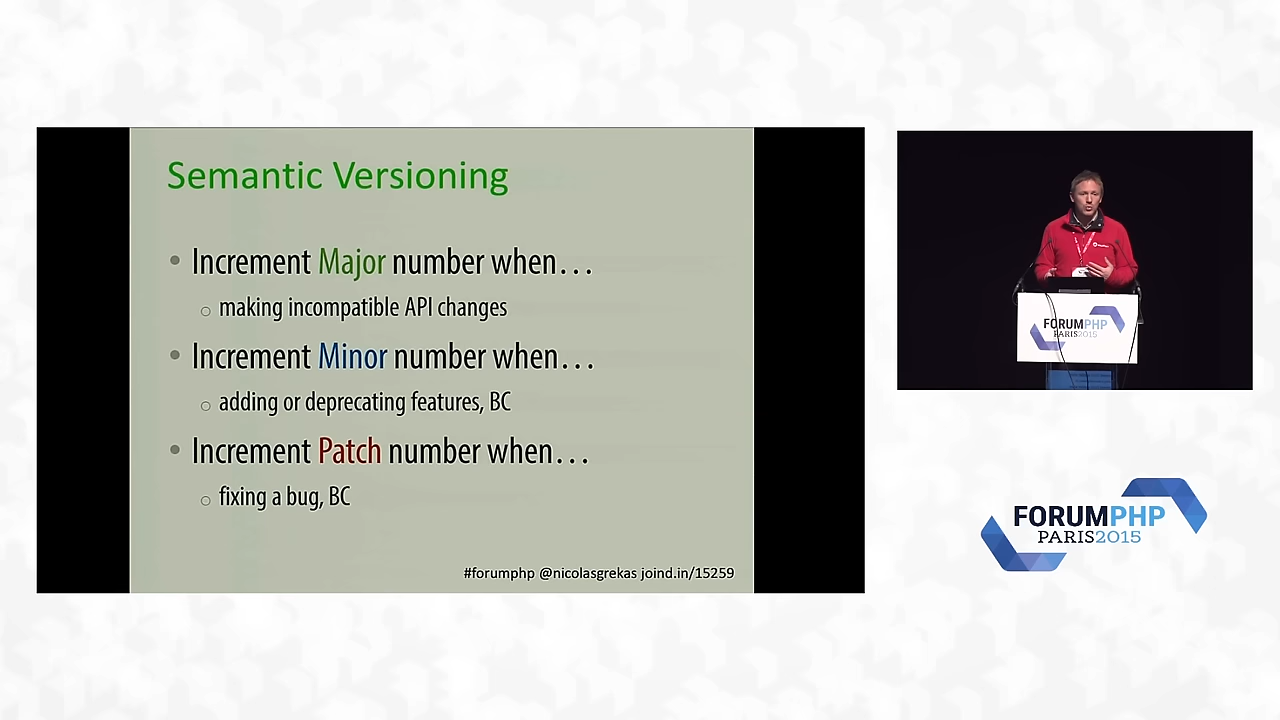 Semantic Versioning
• Increment Major number when…
o making incompatible API changes
• Increment Minor number when…
o adding or deprecating features, BC
• Increment Patch number when…
o fixing a bug, BC
#forumphp @nicolasgrekas joind.in/15259
FORUMPHP
PARIS2015
FORUMPHP
PARIS2015